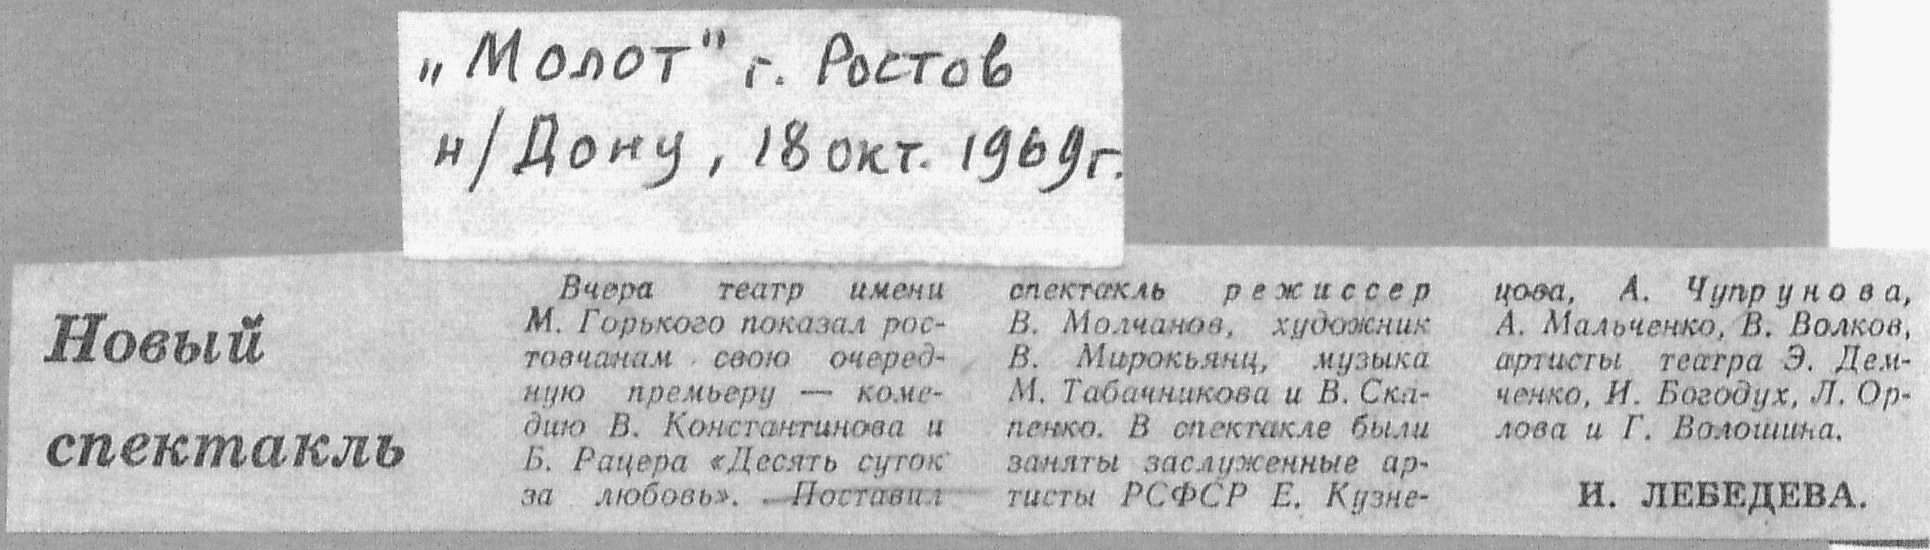 „Молот" г. Ростов
н/Дону, 18 окт. 1969г.
Новый
спектакль
Вчера театр имени
М. Горького показал рос-
товчанам свою очеред-
ную премьеру — коме-
дию В. Константинова и
Б. Рацера «Десять суток
за любовь». Поставил
спектакль режиссер
В. Молчанов, художник
В. Мирокьянц, музыка
М. Табачникова и В. Ска-
пенко. В спектакле были
заняты заслуженные ар-
тисты РСФСР Е. Кузне-
цова, А. Чупрунова,
А. Мальченко, В. Волков,
артисты театра Э. Дем-
ченко, И. Богодух, Л. Ор-
лова и Г. Волошина.
И. ЛЕБЕДЕВА.